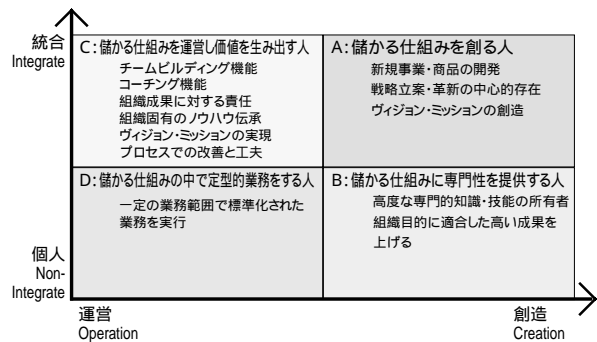 統合
Integrate
C:儲かる仕組みを運営し価値を生み出す人
チームビルディング機能
コーチング機能
組織成果に対する責任
組織固有のノウハウ伝承
ヴィジョン・ミッションの実現
プロセスでの改善と工夫
A:儲かる仕組みを創る人
新規事業・商品の開発
戦略立案・革新の中心的存在
ヴィジョン・ミッションの創造
D:儲かる仕組みの中で定型的業務をする人
一定の業務範囲で標準化された
業務を実行
B:儲かる仕組みに専門性を提供する人
高度な専門的知識・技能の所有者
組織目的に適合した高い成果を
上げる
個人
Non-
Integrate
運営
Operation
創造
Creation